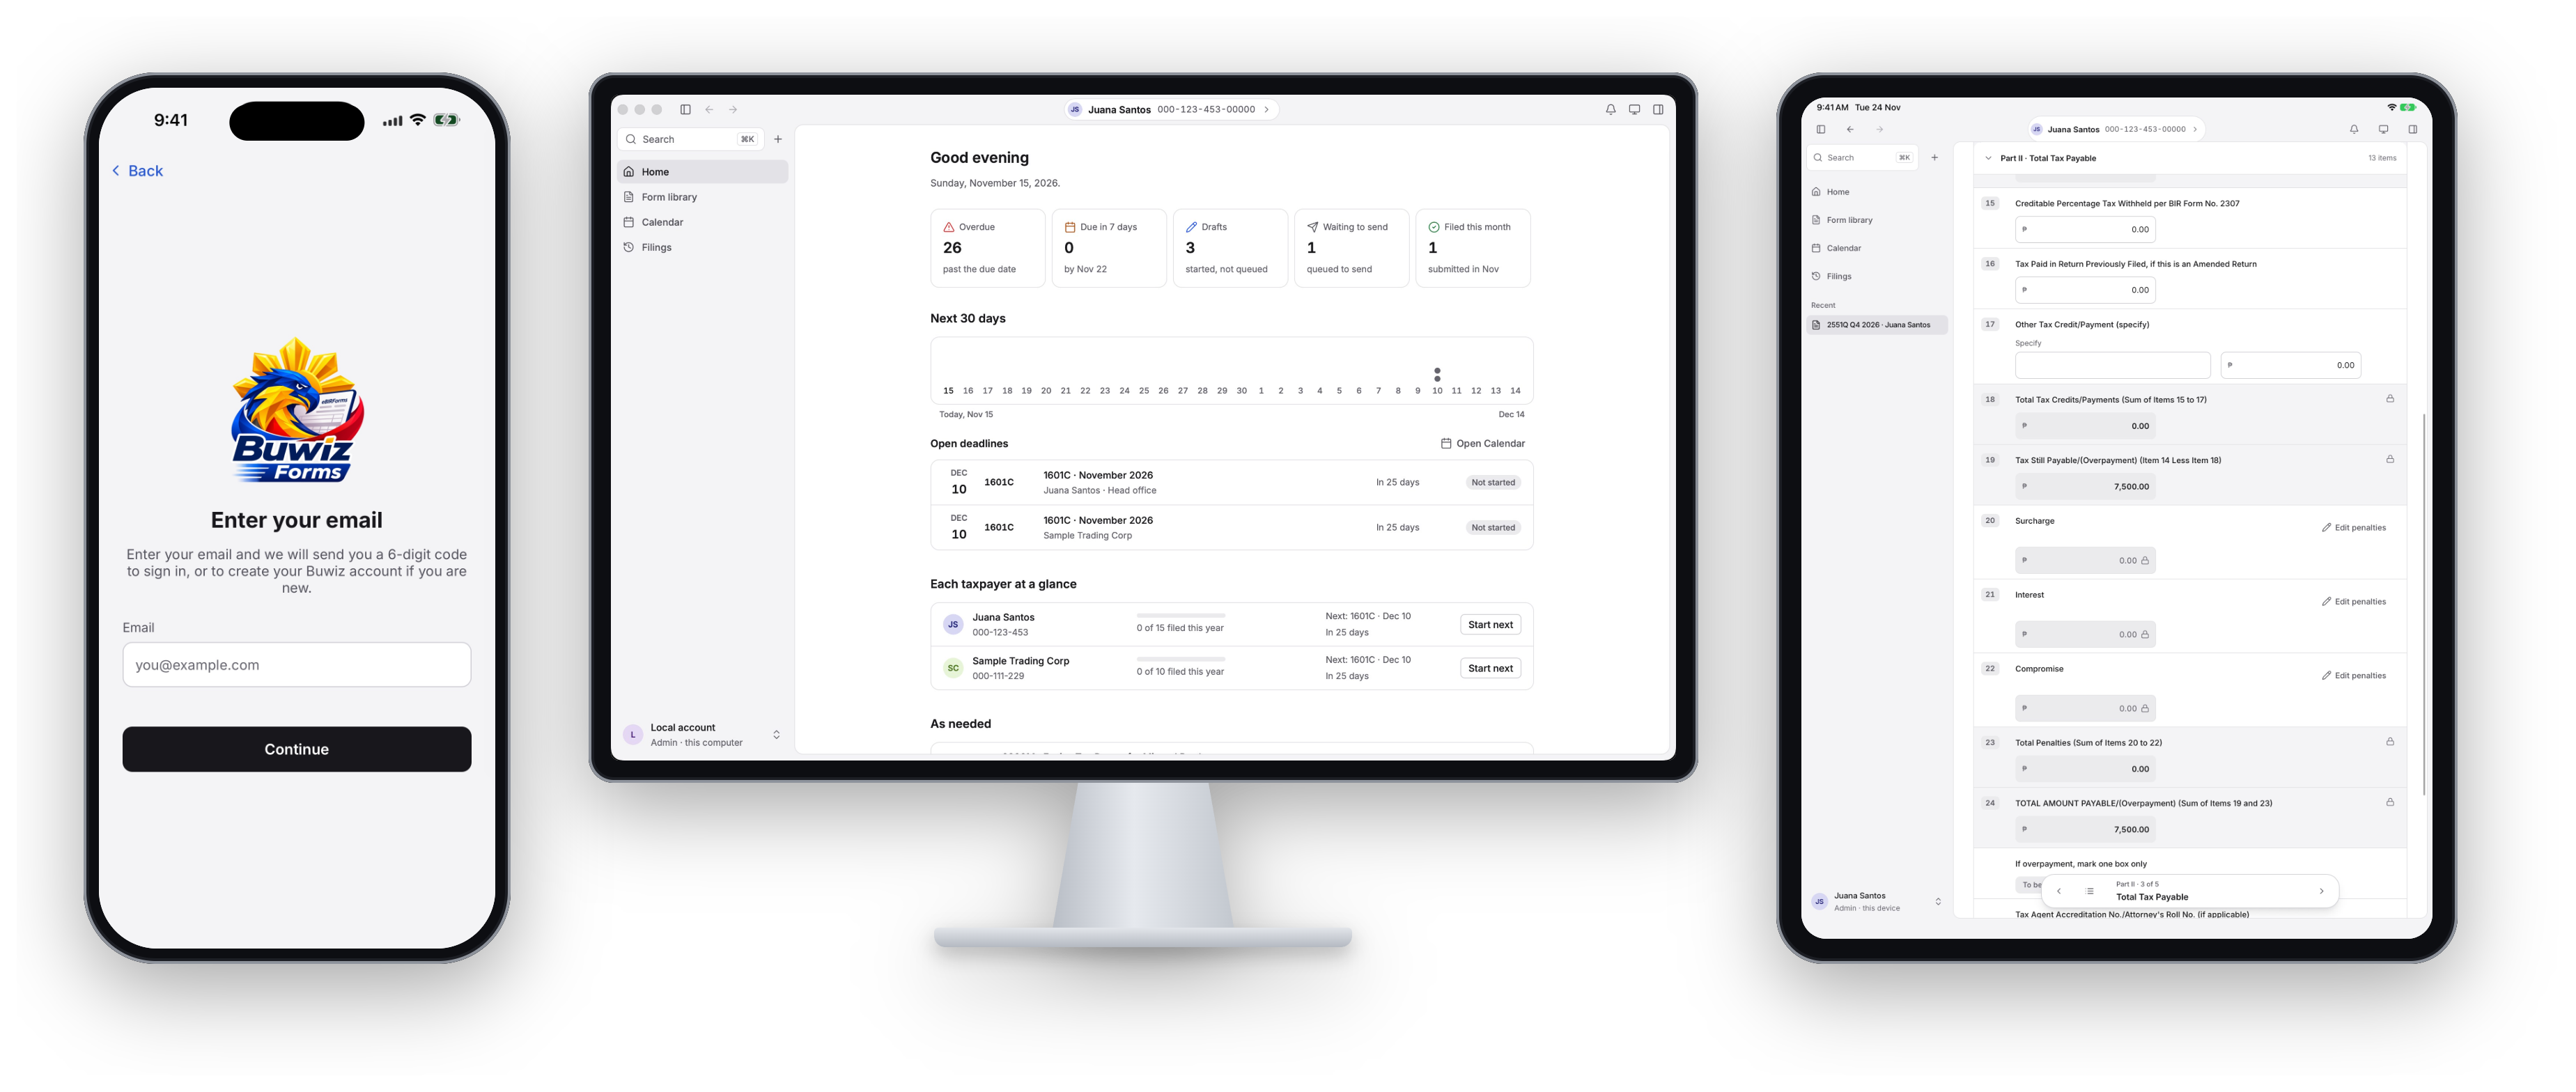 9:41
Back
eBIRForms
Buwiz
Forms
Enter your email
Enter your email and we will send you a 6-digit code
to sign in, or to create your Buwiz account if you are
new.
Email
you@example.com
Continue
JS Juana Santos 000-123-453-00000
Search ⌘K
Home
Form library
Calendar
Filings
Local account
L
Admin · this computer
Good evening
Sunday, November 15, 2026.
Overdue
26
past the due date
Due in 7 days
0
by Nov 22
Drafts
3
started, not queued
Waiting to send
1
queued to send
Filed this month
1
submitted in Nov
Next 30 days
15 16 17 18 19 20 21 22 23 24 25 26 27 28 29 30 1 2 3 4 5 6 7 8 9 10 11 12 13 14
Today, Nov 15 Dec 14
Open deadlines Open Calendar
DEC
10
1601C
1601C · November 2026
Juana Santos · Head office
In 25 days
Not started
DEC
10
1601C
1601C · November 2026
Sample Trading Corp
In 25 days
Not started
Each taxpayer at a glance
JS
Juana Santos
000-123-453
0 of 15 filed this year
Next: 1601C · Dec 10
In 25 days
Start next
SC
Sample Trading Corp
000-111-229
0 of 10 filed this year
Next: 1601C · Dec 10
In 25 days
Start next
As needed
9:41 AM Tue 24 Nov
JS Juana Santos 000-123-453-00000
Search ⌘K
Home
Form library
Calendar
Filings
Recent
2551Q Q4 2026 · Juana Santos
JS
Juana Santos
Admin · this device
Part II · Total Tax Payable 13 items
15 Creditable Percentage Tax Withheld per BIR Form No. 2307
₱ 0.00
16 Tax Paid in Return Previously Filed, if this is an Amended Return
₱ 0.00
17 Other Tax Credit/Payment (specify)
Specify
₱ 0.00
18 Total Tax Credits/Payments (Sum of Items 15 to 17)
₱ 0.00
19 Tax Still Payable/(Overpayment) (Item 14 Less Item 18)
₱ 7,500.00
20 Surcharge
Edit penalties
₱ 0.00
21 Interest
Edit penalties
₱ 0.00
22 Compromise
Edit penalties
₱ 0.00
23 Total Penalties (Sum of Items 20 to 22)
₱ 0.00
24 TOTAL AMOUNT PAYABLE/(Overpayment) (Sum of Items 19 and 23)
₱ 7,500.00
If overpayment, mark one box only
To be
Part II · 3 of 5
Total Tax Payable
Tax Agent Accreditation No./Attorney's Roll No. (if applicable)